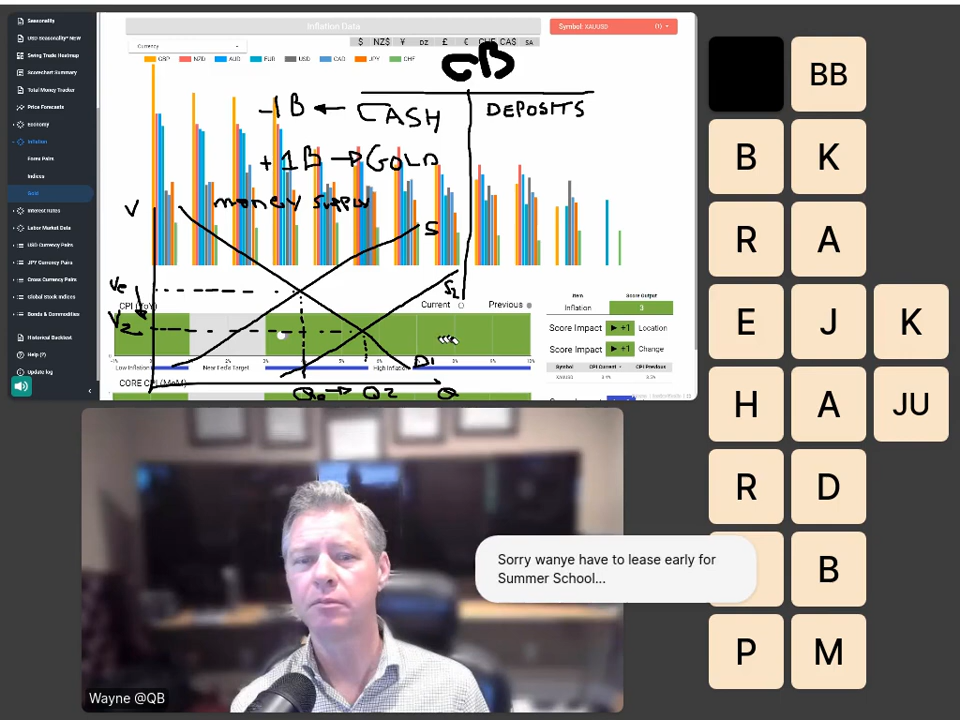 Seasonality
USD Seasonality* NEW
Swing Trade Heatmap
Scorechart Summary
Total Money Tracker
Price Forecasts
Economy
Inflation
Forex Pairs
Indices
Gold
Interest Rates
Labor Market Data
USD Currency Pairs
JPY Currency Pairs
Cross Currency Pairs
Global Stock Indices
Bonds & Commodities
Historical Backtest
Help (?)
Update log
Inflation Data
Symbol: XAUUSD (1)
Currency
$ NZ$ ¥ £ € CHF CA$
GBP NZD AUD EUR USD CAD JPY CHF
CB
-1B ← CASH
DEPOSITS
+1B → GOLD
money supply
V
S
Ve
S2
V2
D1
Q2
Q
CPI (YoY)
Current
Previous
Item
Score Output
Inflation
3
Score Impact
+1
Location
Score Impact
+1
Change
Symbol
CPI Current
CPI Previous
XAUUSD
Low Inflation
Near Fed's Target
High Inflation
CORE CPI (MoM)
Wayne @QB
Sorry wanye have to lease early for
Summer School...
BB
B
K
R
A
E
J
K
H
A
JU
R
D
B
P
M